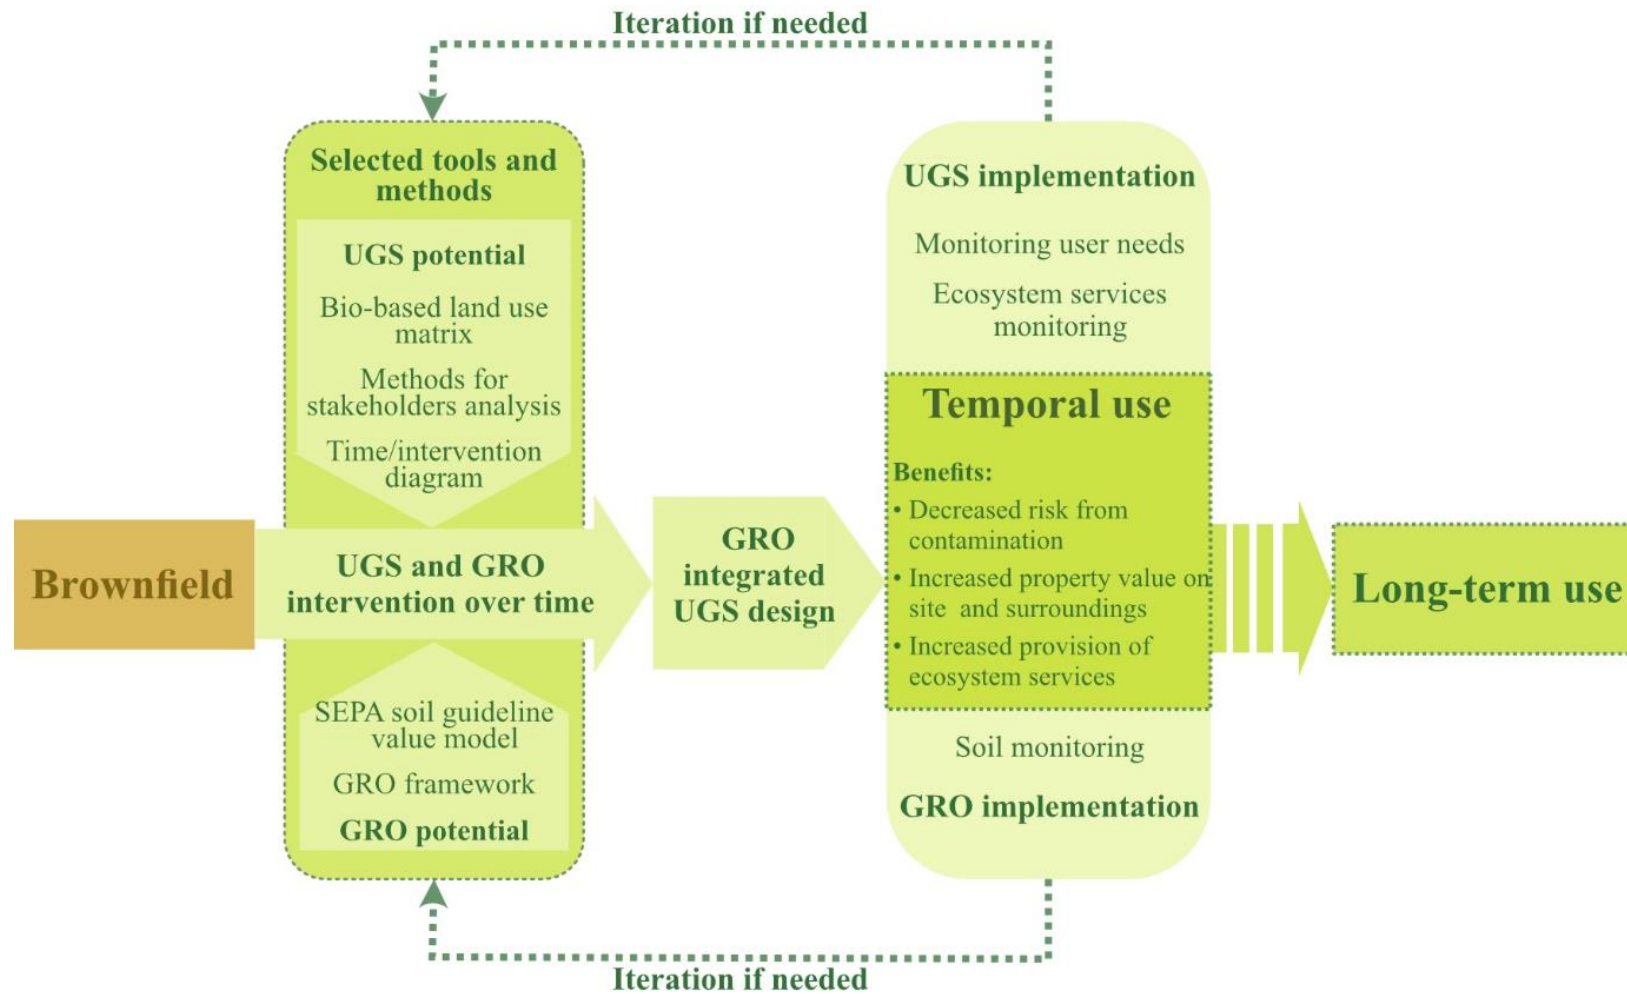 Iteration if needed
Selected tools and
methods
UGS potential
Bio-based land use
matrix
Methods for
stakeholders analysis
Time/intervention
diagram
Brownfield
UGS and GRO
intervention over time
SEPA soil guideline
value model
GRO framework
GRO potential
GRO
integrated
UGS design
UGS implementation
Monitoring user needs
Ecosystem services
monitoring
Temporal use
Benefits:
• Decreased risk from
contamination
• Increased property value on
site and surroundings
• Increased provision of
ecosystem services
Soil monitoring
GRO implementation
Long-term use
Iteration if needed